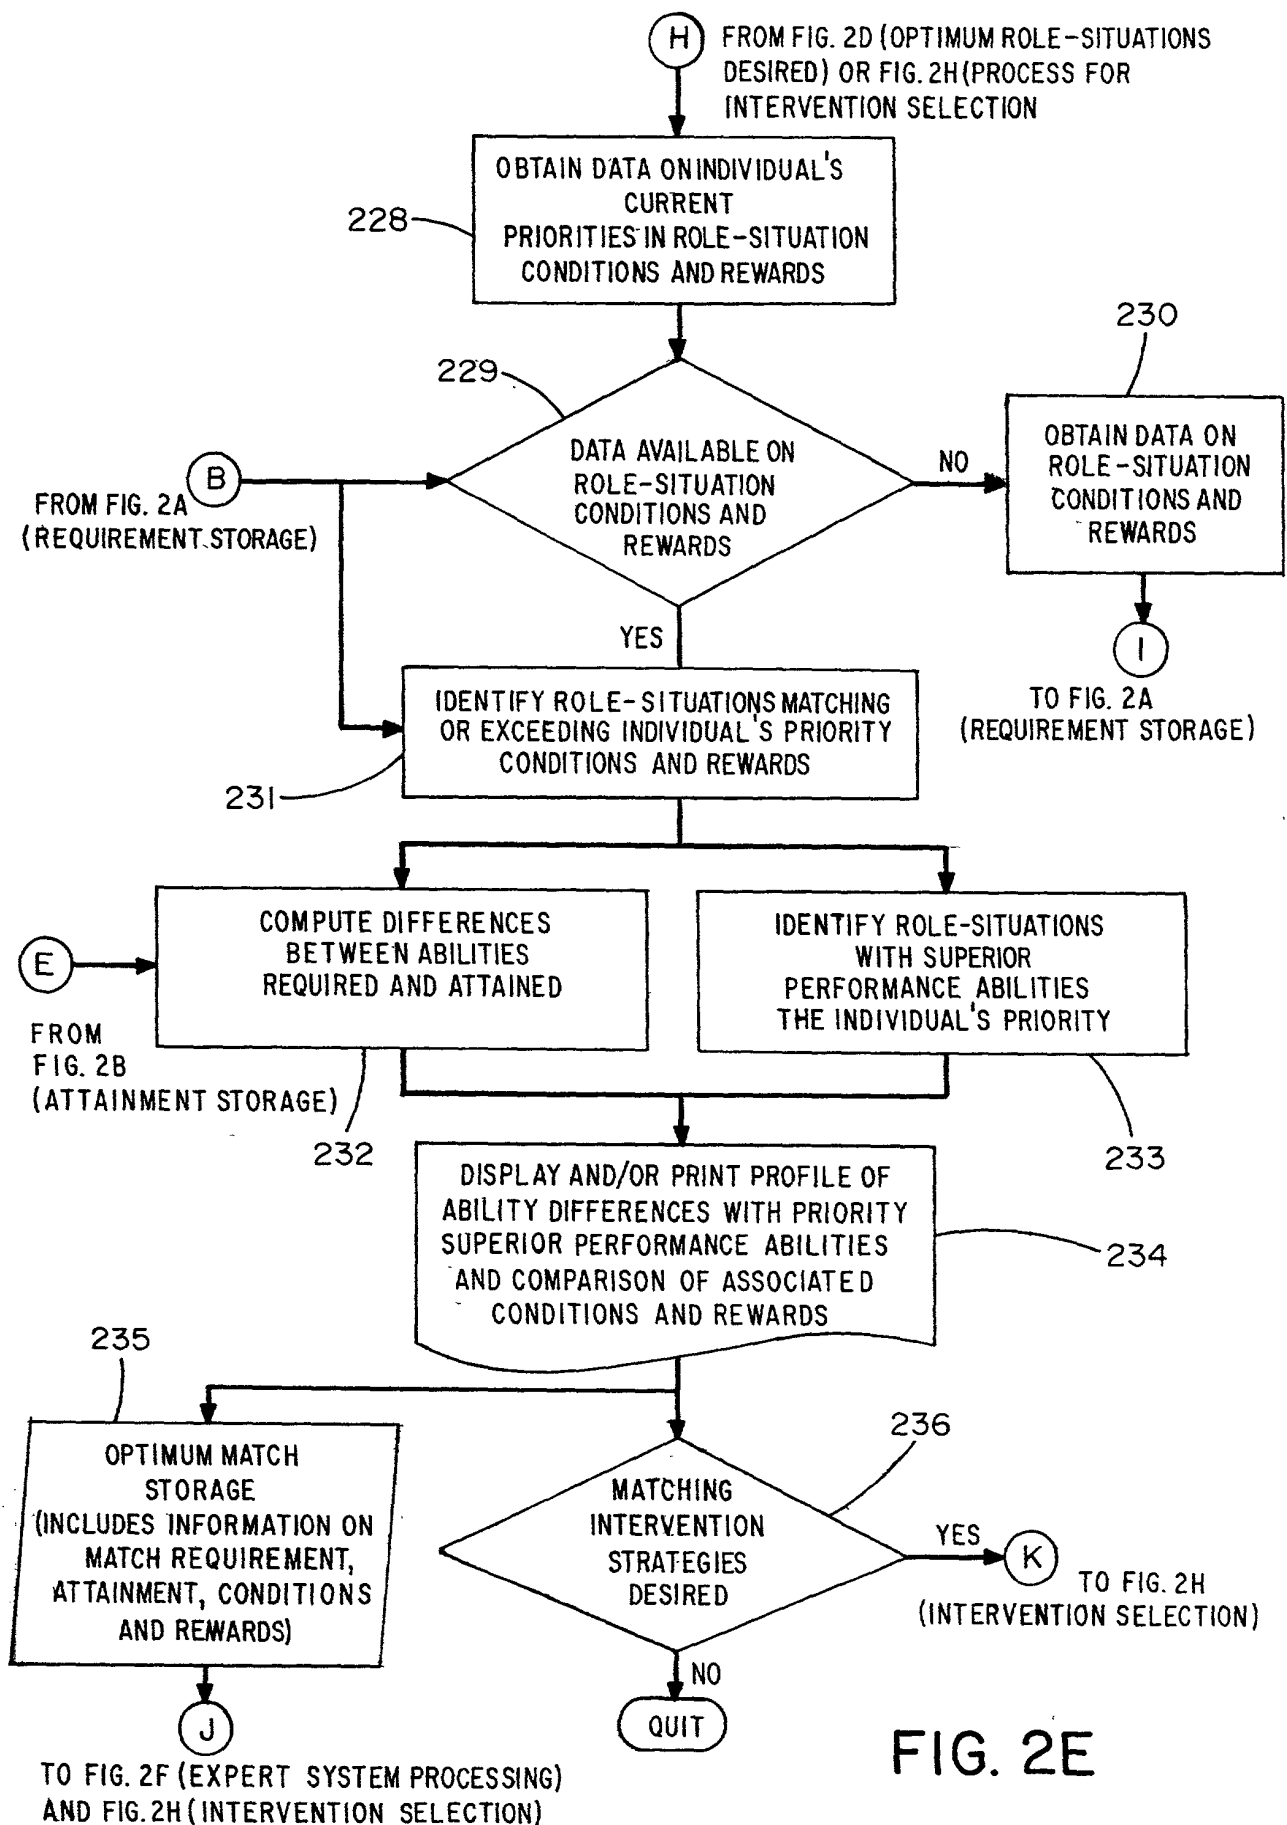 H
FROM FIG. 2D (OPTIMUM ROLE-SITUATIONS
DESIRED) OR FIG. 2H (PROCESS FOR
INTERVENTION SELECTION
OBTAIN DATA ON INDIVIDUAL'S
CURRENT
PRIORITIES IN ROLE-SITUATION
CONDITIONS AND REWARDS
228
229
DATA AVAILABLE ON
ROLE-SITUATION
CONDITIONS AND
REWARDS
B
FROM FIG. 2A
(REQUIREMENT STORAGE)
NO
230
OBTAIN DATA ON
ROLE-SITUATION
CONDITIONS AND
REWARDS
I
TO FIG. 2A
(REQUIREMENT STORAGE)
YES
IDENTIFY ROLE-SITUATIONS MATCHING
OR EXCEEDING INDIVIDUAL'S PRIORITY
CONDITIONS AND REWARDS
231
COMPUTE DIFFERENCES
BETWEEN ABILITIES
REQUIRED AND ATTAINED
E
FROM
FIG. 2B
(ATTAINMENT STORAGE)
232
IDENTIFY ROLE-SITUATIONS
WITH SUPERIOR
PERFORMANCE ABILITIES
THE INDIVIDUAL'S PRIORITY
233
DISPLAY AND/OR PRINT PROFILE OF
ABILITY DIFFERENCES WITH PRIORITY
SUPERIOR PERFORMANCE ABILITIES
AND COMPARISON OF ASSOCIATED
CONDITIONS AND REWARDS
234
235
OPTIMUM MATCH
STORAGE
(INCLUDES INFORMATION ON
MATCH REQUIREMENT,
ATTAINMENT, CONDITIONS
AND REWARDS)
J
TO FIG. 2F (EXPERT SYSTEM PROCESSING)
AND FIG. 2H (INTERVENTION SELECTION)
236
MATCHING
INTERVENTION
STRATEGIES
DESIRED
YES
K
TO FIG. 2H
(INTERVENTION SELECTION)
NO
QUIT
FIG. 2E